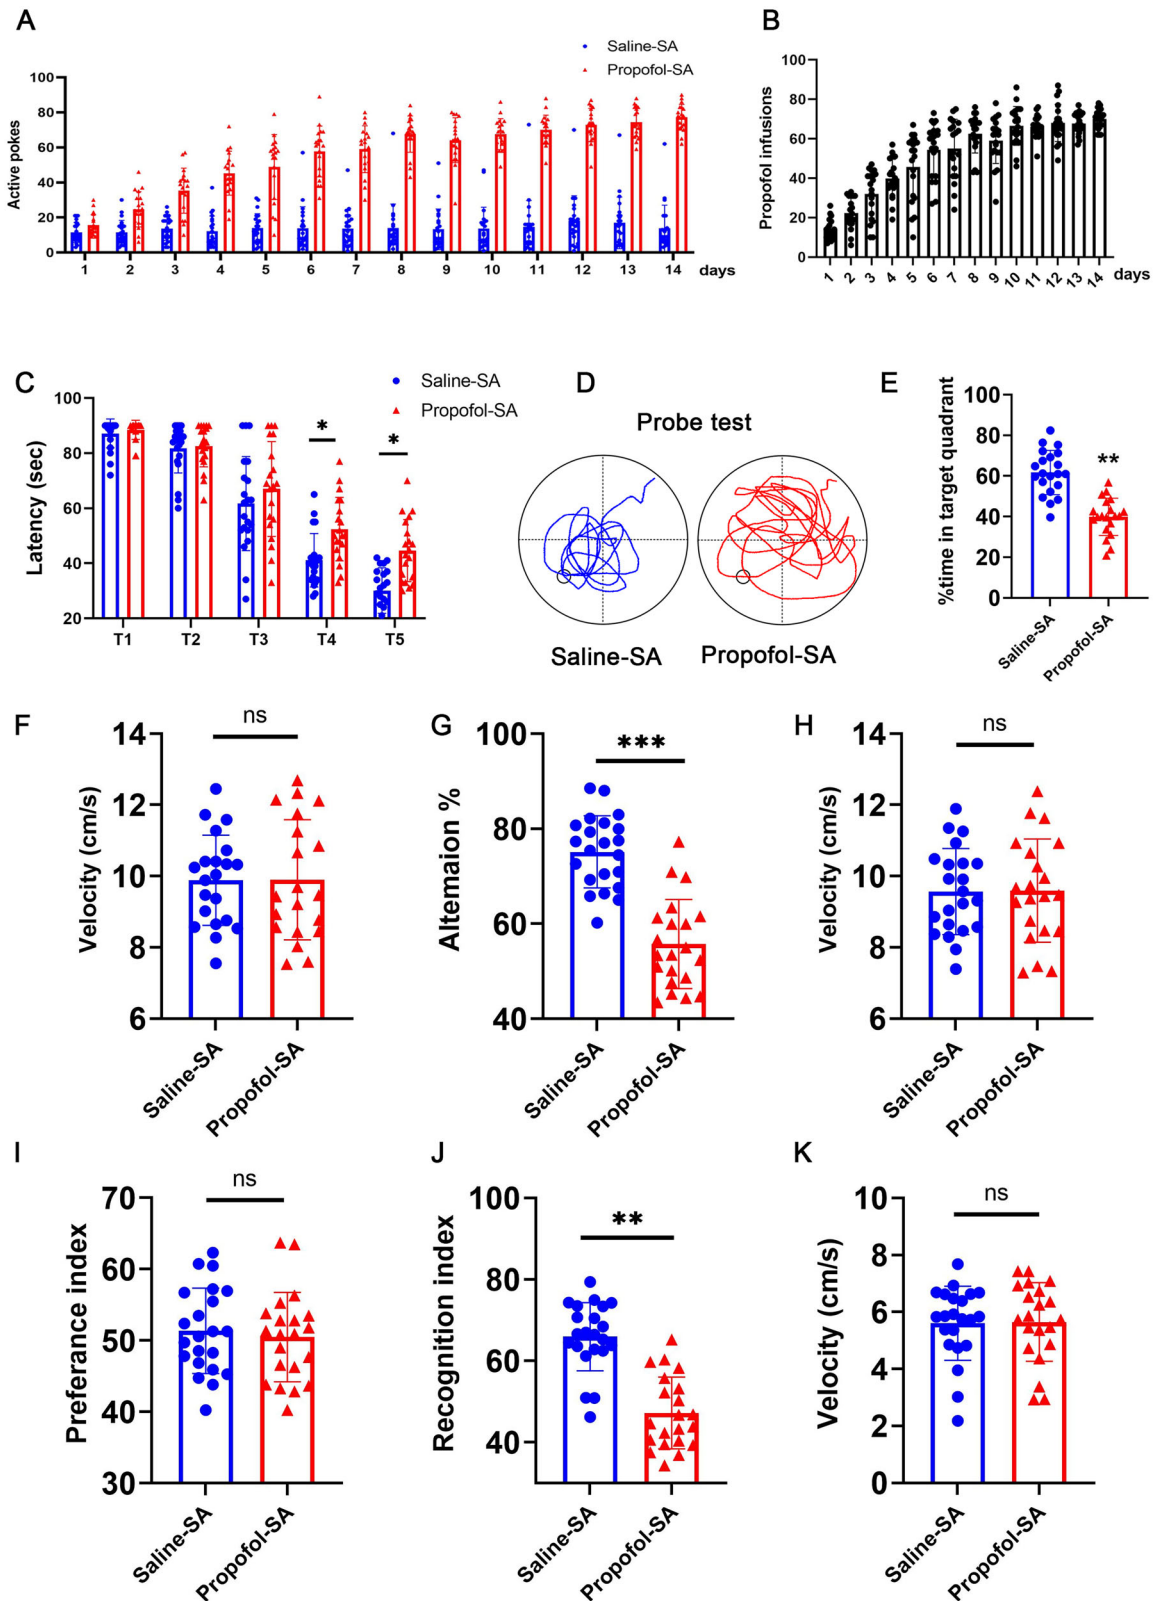 A
Saline-SA
Propofol-SA
Active pokes
100
80
60
40
20
0
1 2 3 4 5 6 7 8 9 10 11 12 13 14 days
B
Propofol infusions
100
80
60
40
20
0
1 2 3 4 5 6 7 8 9 10 11 12 13 14 days
C
Saline-SA
Propofol-SA
Latency (sec)
100
80
60
40
20
* *
T1 T2 T3 T4 T5
D
Probe test
Saline-SA Propofol-SA
E
%time in target quadrant
100
80
60
40
20
0
**
Saline-SA Propofol-SA
F
ns
Velocity (cm/s)
14
12
10
8
6
Saline-SA Propofol-SA
G
***
Altemaion %
100
80
60
40
Saline-SA Propofol-SA
H
ns
Velocity (cm/s)
14
12
10
8
6
Saline-SA Propofol-SA
I
ns
Preferance index
70
60
50
40
30
Saline-SA Propofol-SA
J
**
Recognition index
100
80
60
40
Saline-SA Propofol-SA
K
ns
Velocity (cm/s)
10
8
6
4
2
0
Saline-SA Propofol-SA